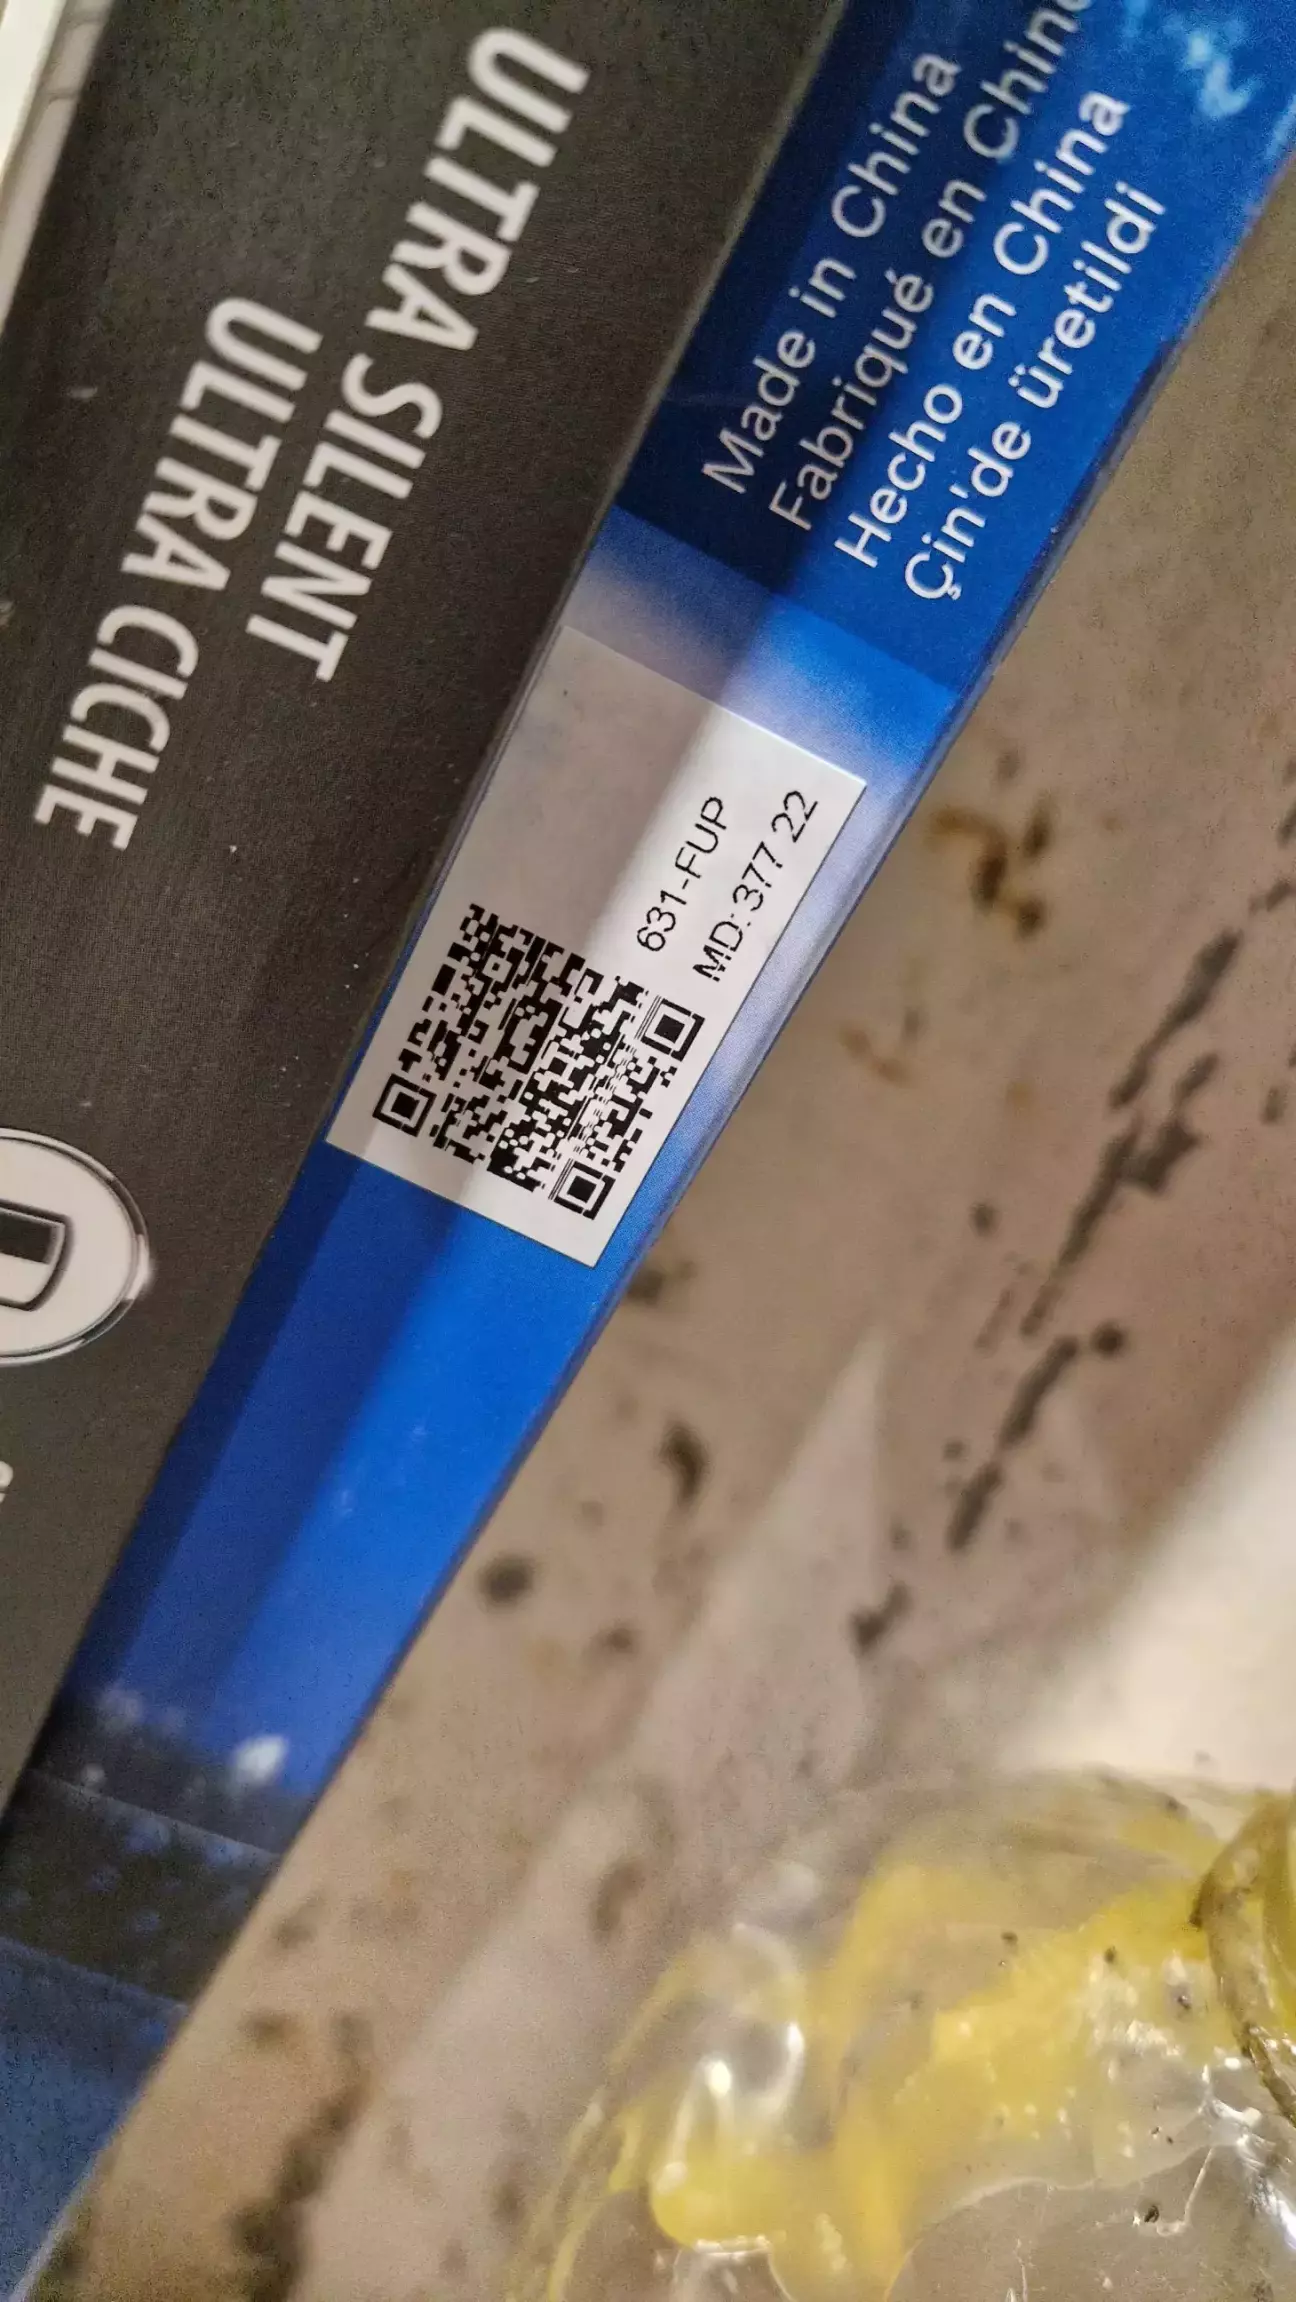 ULTRA SILENT
ULTRA CICHE
Made in China
Fabriqué en Chine
Hecho en China
Çin'de üretildi
631-FUP
MD: 377 22